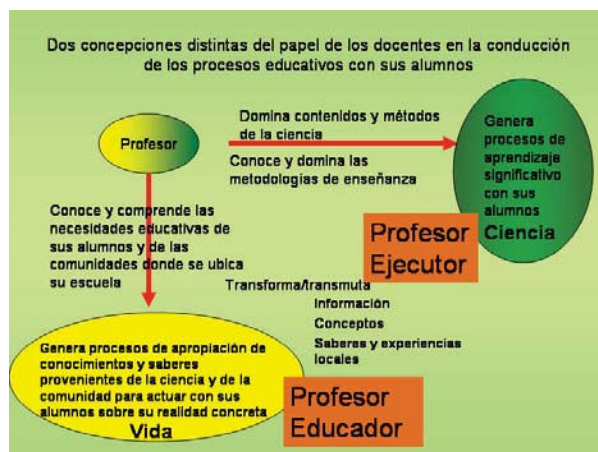 Dos concepciones distintas del papel de los docentes en la conducción
de los procesos educativos con sus alumnos
Profesor
Domina contenidos y métodos
de la ciencia
Conoce y domina las
metodologías de enseñanza
Genera
procesos de
aprendizaje
significativo
con sus
alumnos
Ciencia
Profesor
Ejecutor
Conoce y comprende las
necesidades educativas de
sus alumnos y de las
comunidades donde se ubica
su escuela
Transforma/transmuta
Información
Conceptos
Saberes y experiencias
locales
Genera procesos de apropiación de
conocimientos y saberes
provenientes de la ciencia y de la
comunidad para actuar con sus
alumnos sobre su realidad concreta
Vida
Profesor
Educador